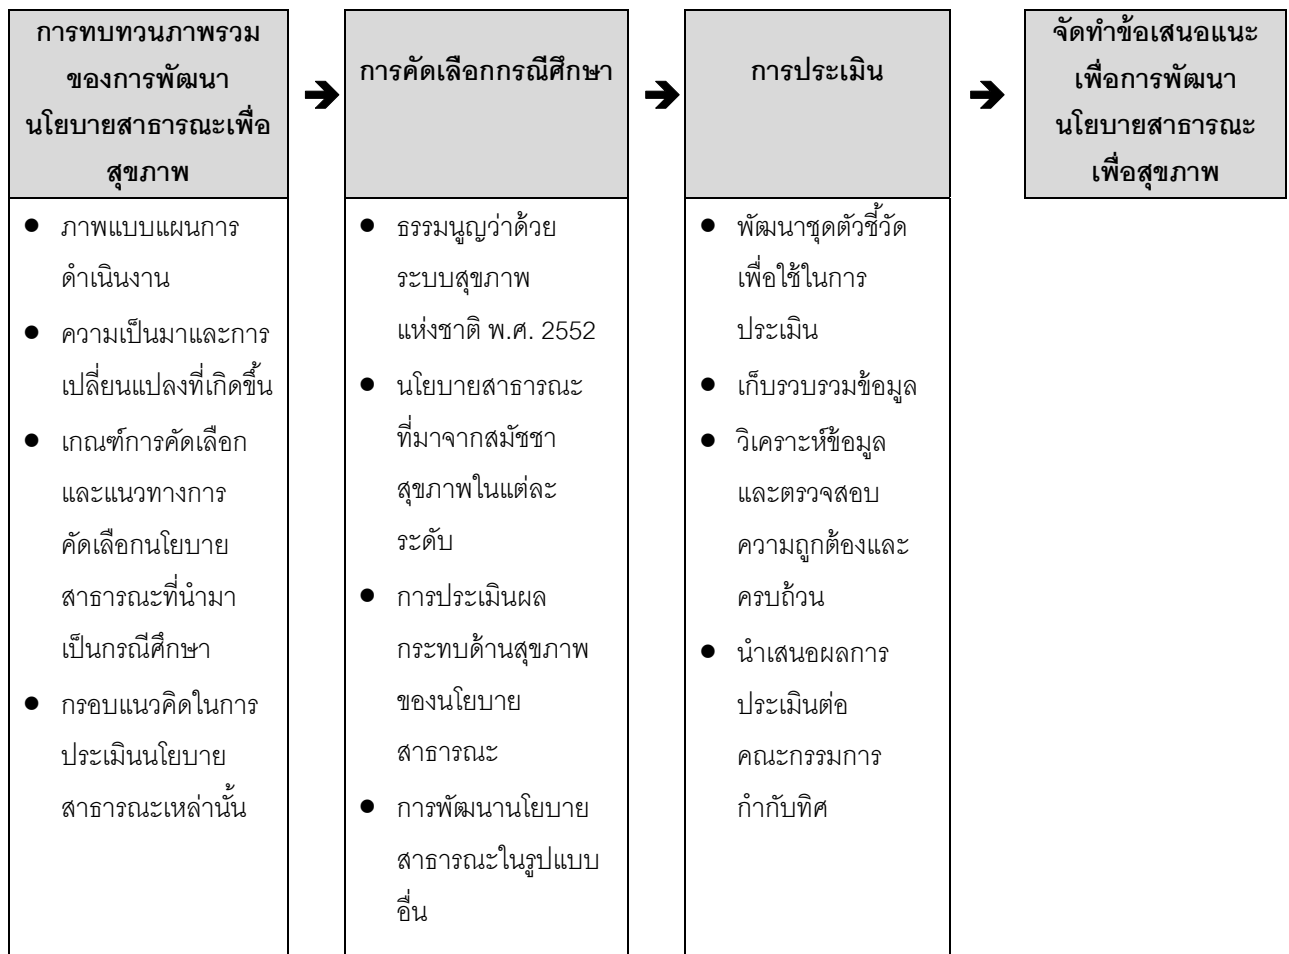 การทบทวนภาพรวม
ของการพัฒนา
นโยบายสาธารณะเพื่อ
สุขภาพ
● ภาพแบบแผนการ
ดำเนินงาน
● ความเป็นมาและการ
เปลี่ยนแปลงที่เกิดขึ้น
● เกณฑ์การคัดเลือก
และแนวทางการ
คัดเลือกนโยบาย
สาธารณะที่นำมา
เป็นกรณีศึกษา
● กรอบแนวคิดในการ
ประเมินนโยบาย
สาธารณะเหล่านั้น
➔
การคัดเลือกกรณีศึกษา
● ธรรมนูญว่าด้วย
ระบบสุขภาพ
แห่งชาติ พ.ศ. 2552
● นโยบายสาธารณะ
ที่มาจากสมัชชา
สุขภาพในแต่ละ
ระดับ
● การประเมินผล
กระทบด้านสุขภาพ
ของนโยบาย
สาธารณะ
● การพัฒนานโยบาย
สาธารณะในรูปแบบ
อื่น
➔
การประเมิน
● พัฒนาชุดตัวชี้วัด
เพื่อใช้ในการ
ประเมิน
● เก็บรวบรวมข้อมูล
● วิเคราะห์ข้อมูล
และตรวจสอบ
ความถูกต้องและ
ครบถ้วน
● นำเสนอผลการ
ประเมินต่อ
คณะกรรมการ
กำกับทิศ
➔
จัดทำข้อเสนอแนะ
เพื่อการพัฒนา
นโยบายสาธารณะ
เพื่อสุขภาพ